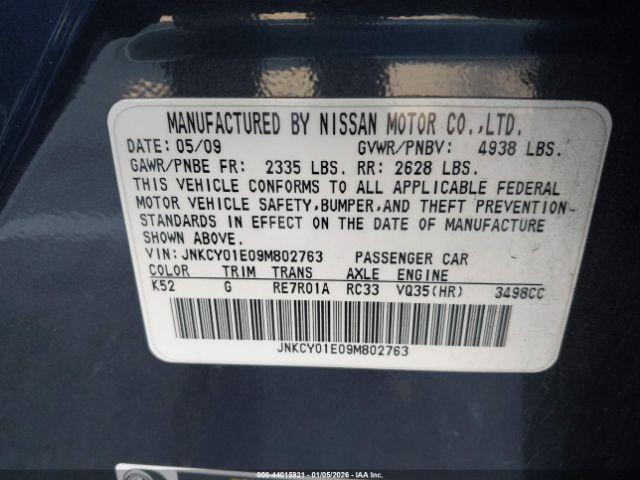 MANUFACTURED BY NISSAN MOTOR CO.,LTD.
DATE: 05/09 GVWR/PNBV: 4938 LBS.
GAWR/PNBE FR: 2335 LBS. RR: 2628 LBS.
THIS VEHICLE CONFORMS TO ALL APPLICABLE FEDERAL
MOTOR VEHICLE SAFETY,BUMPER,AND THEFT PREVENTION
STANDARDS IN EFFECT ON THE DATE OF MANUFACTURE
SHOWN ABOVE.
VIN: JNKCY01E09M802763 PASSENGER CAR
COLOR TRIM TRANS AXLE ENGINE
K52 G RE7R01A RC33 VQ35(HR) 3498CC
JNKCY01E09M802763
000-44015931 - 01/05/2026 - IAAI.COM